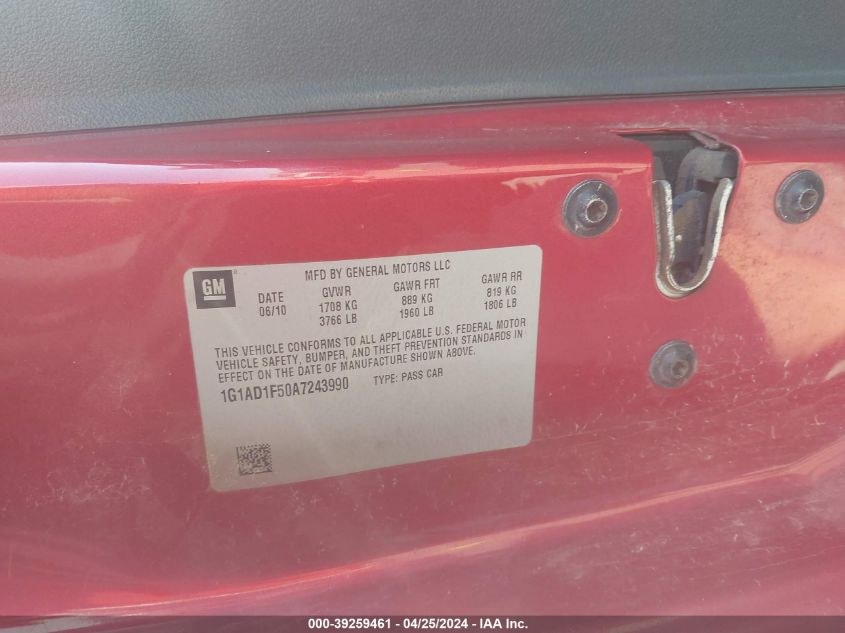 MFD BY GENERAL MOTORS LLC
GM
DATE GVWR GAWR FRT GAWR RR
06/10 1708 KG 889 KG 819 KG
3766 LB 1960 LB 1806 LB
THIS VEHICLE CONFORMS TO ALL APPLICABLE U.S. FEDERAL MOTOR
VEHICLE SAFETY, BUMPER, AND THEFT PREVENTION STANDARDS IN
EFFECT ON THE DATE OF MANUFACTURE SHOWN ABOVE.
1G1AD1F50A7243990 TYPE: PASS CAR
000-39259461 - 04/25/2024 - IAA Inc.